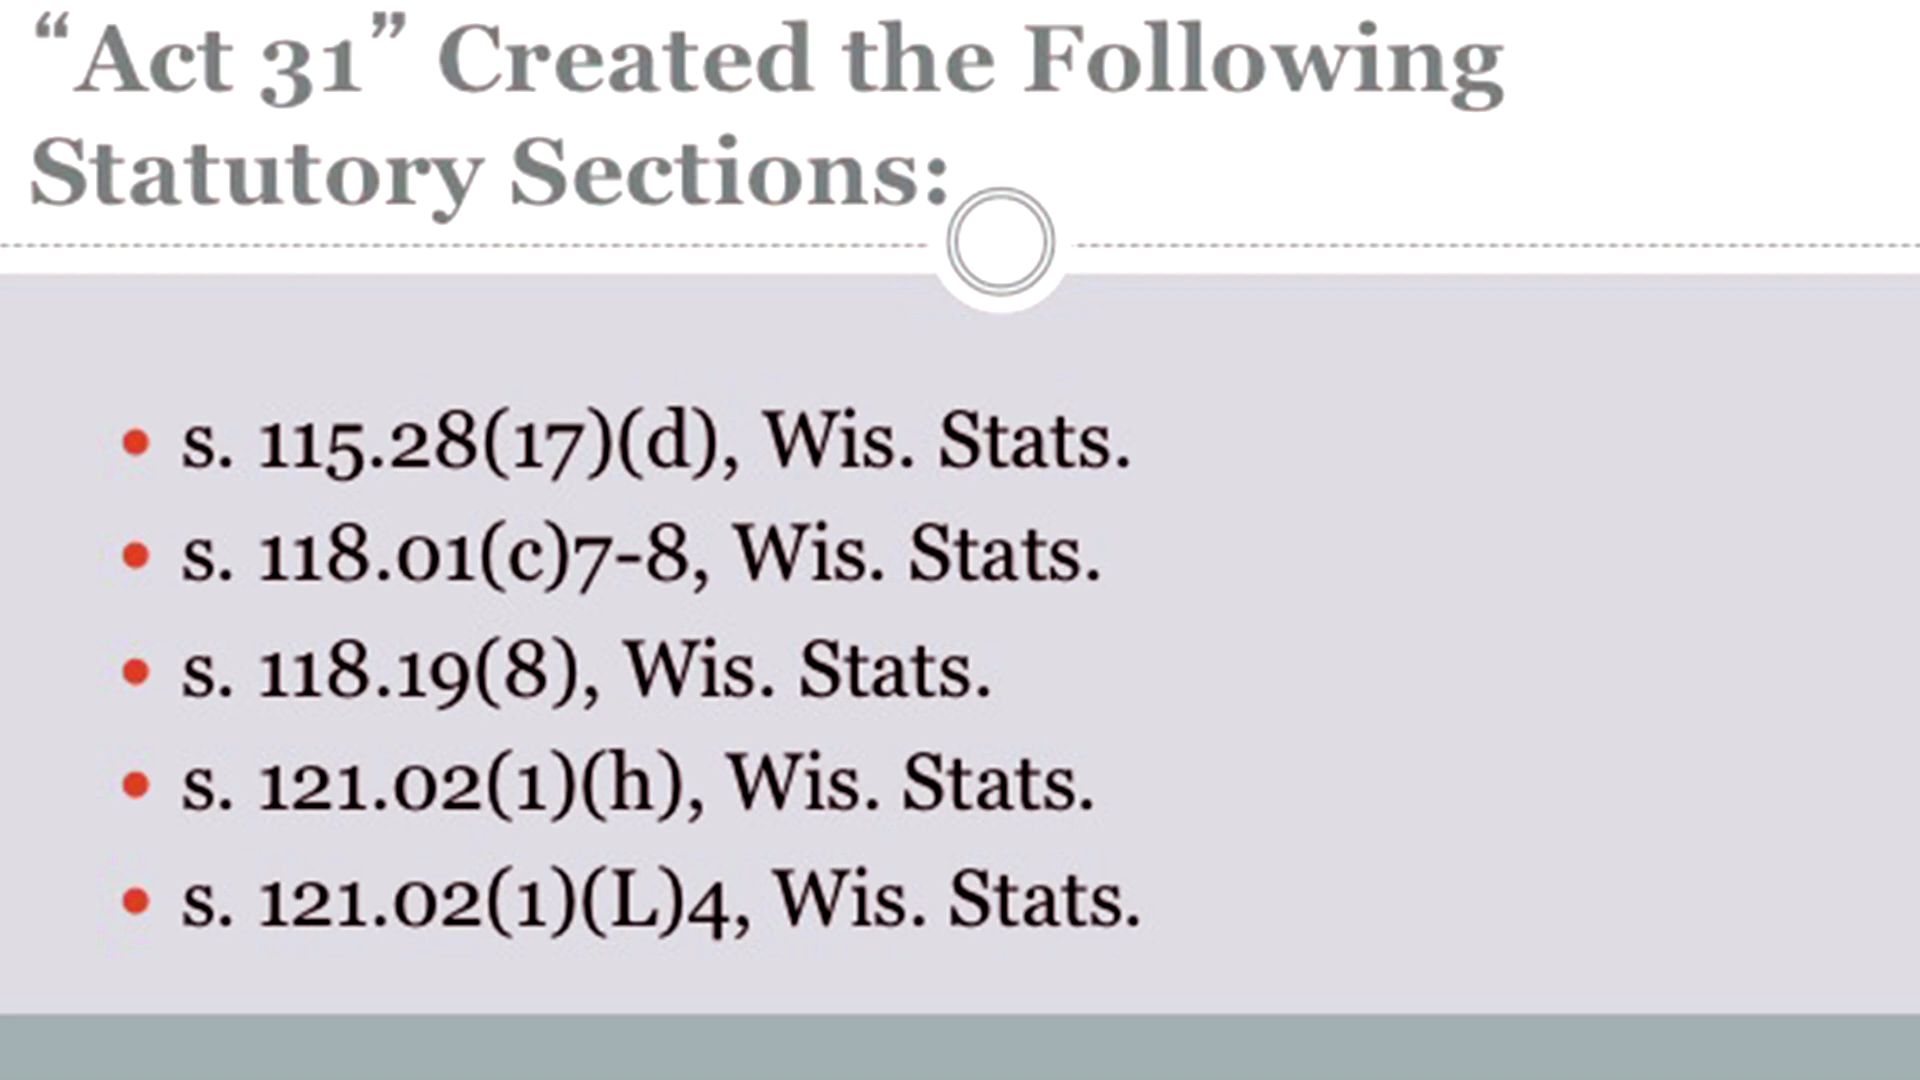 “Act 31” Created the Following
Statutory Sections:
• s. 115.28(17)(d), Wis. Stats.
• s. 118.01(c)7-8, Wis. Stats.
• s. 118.19(8), Wis. Stats.
• s. 121.02(1)(h), Wis. Stats.
• s. 121.02(1)(L)4, Wis. Stats.